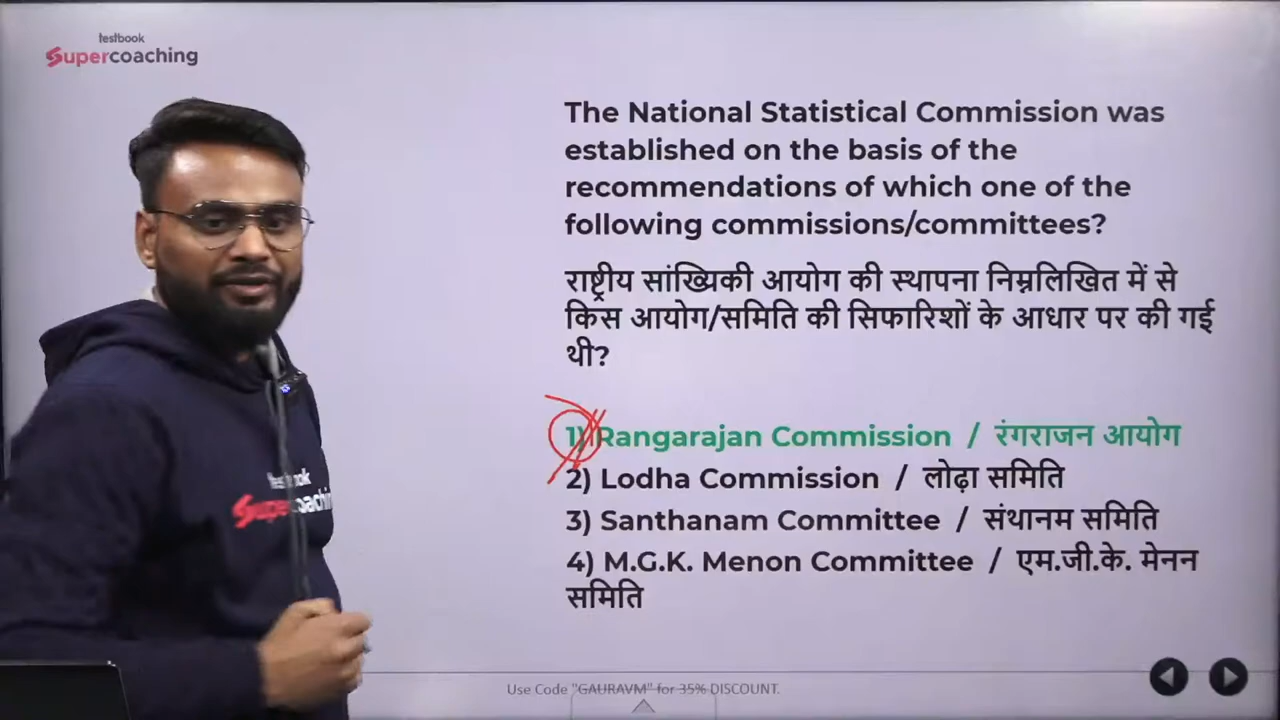 testbook
Supercoaching
The National Statistical Commission was
established on the basis of the
recommendations of which one of the
following commissions/committees?
राष्ट्रीय सांख्यिकी आयोग की स्थापना निम्नलिखित में से
किस आयोग/समिति की सिफारिशों के आधार पर की गई
थी?
1) Rangarajan Commission / रंगराजन आयोग
2) Lodha Commission / लोढ़ा समिति
3) Santhanam Committee / संथानम समिति
4) M.G.K. Menon Committee / एम.जी.के. मेनन
समिति
Testbook
Supercoachin
Use Code "GAURAVM" for 35% DISCOUNT.